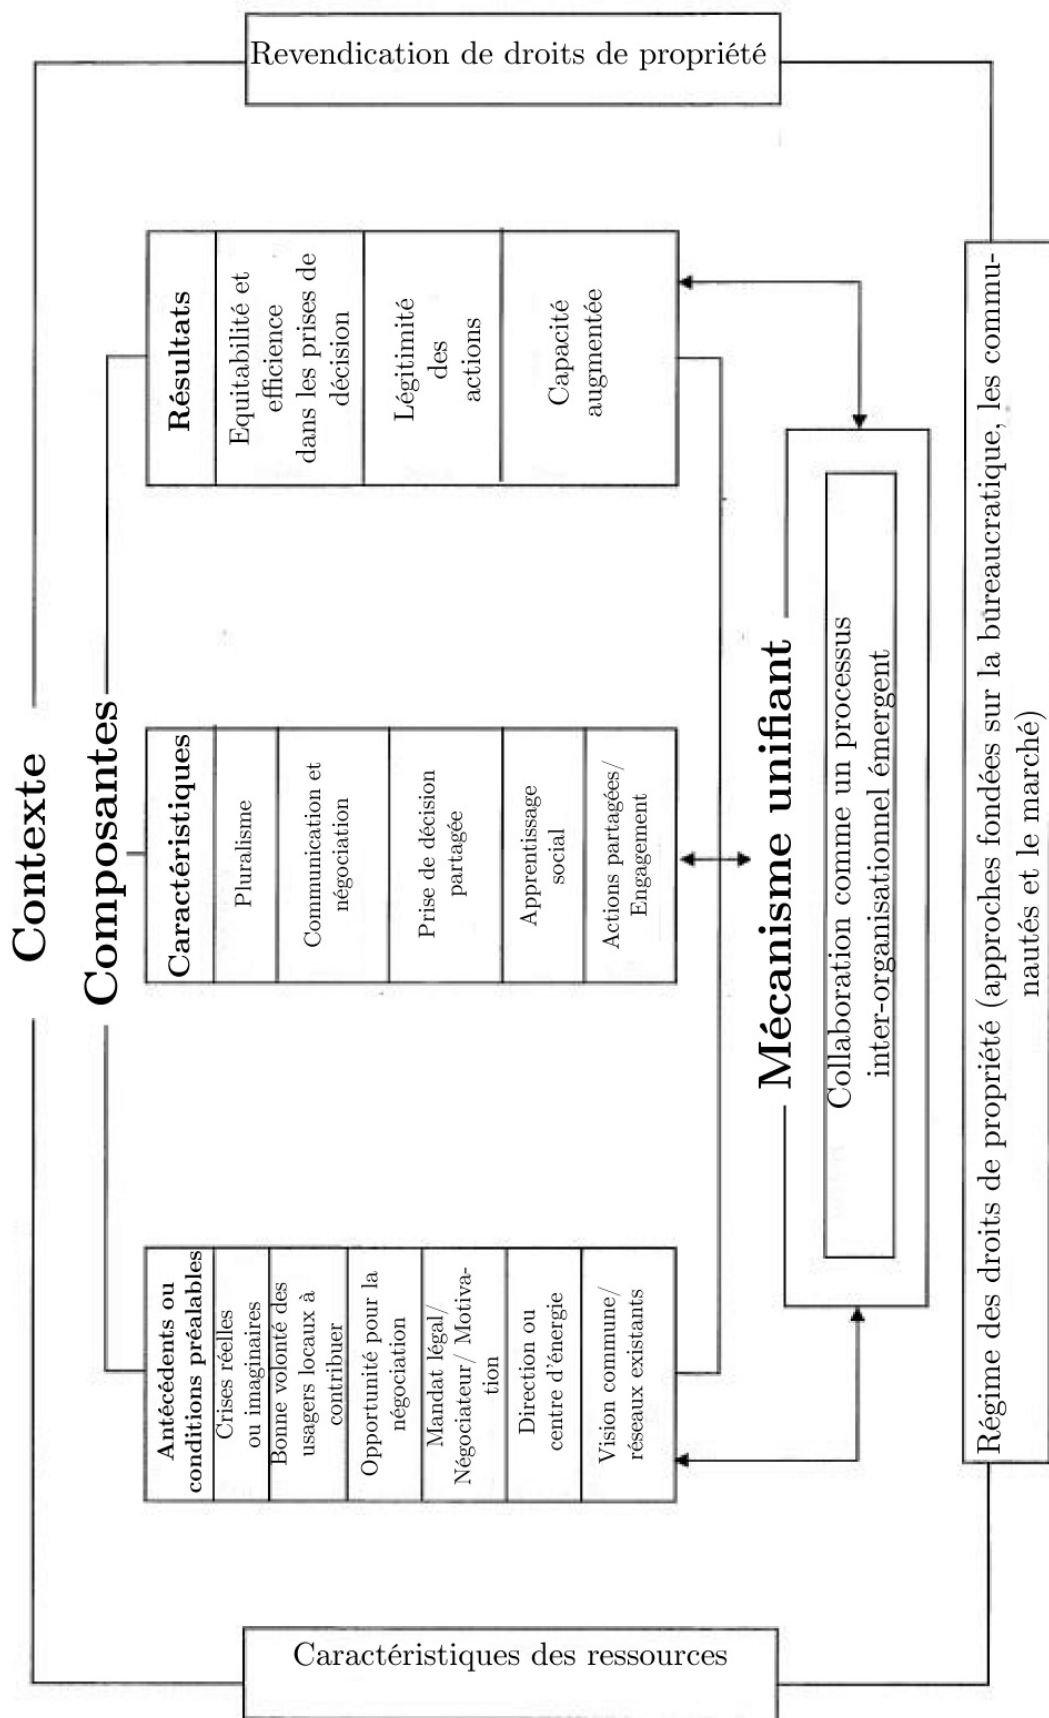 Contexte
Composantes
Caractéristiques des ressources
Antécédents ou
conditions préalables
Crises réelles
ou imaginaires
Bonne volonté des
usagers locaux à
contribuer
Opportunité pour la
négociation
Mandat légal/
Négociateur/ Motiva-
tion
Direction ou
centre d'énergie
Vision commune/
réseaux existants
Caractéristiques
Pluralisme
Communication et
négociation
Prise de décision
partagée
Apprentissage
social
Actions partagées/
Engagement
Résultats
Equitabilité et
efficience
dans les prises de
décision
Légitimité
des
actions
Capacité
augmentée
Revendication de droits de propriété
Mécanisme unifiant
Collaboration comme un processus
inter-organisationnel émergent
Régime des droits de propriété (approches fondées sur la bureaucratique, les commu-
nautés et le marché)